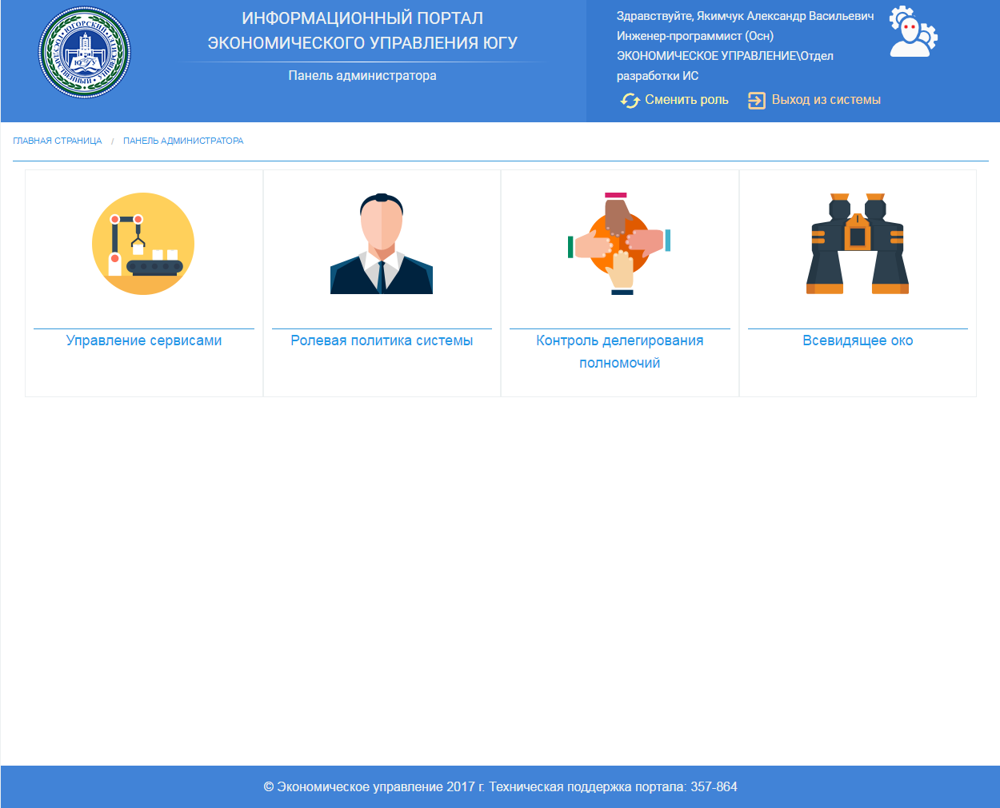 ИНФОРМАЦИОННЫЙ ПОРТАЛ
ЭКОНОМИЧЕСКОГО УПРАВЛЕНИЯ ЮГУ
Панель администратора
Здравствуйте, Якимчук Александр Васильевич
Инженер-программист (Осн)
ЭКОНОМИЧЕСКОЕ УПРАВЛЕНИЕ\Отдел
разработки ИС
Сменить роль
Выход из системы
ГЛАВНАЯ СТРАНИЦА / ПАНЕЛЬ АДМИНИСТРАТОРА
Управление сервисами
Ролевая политика системы
Контроль делегирования
полномочий
Всевидящее око
© Экономическое управление 2017 г. Техническая поддержка портала: 357-864